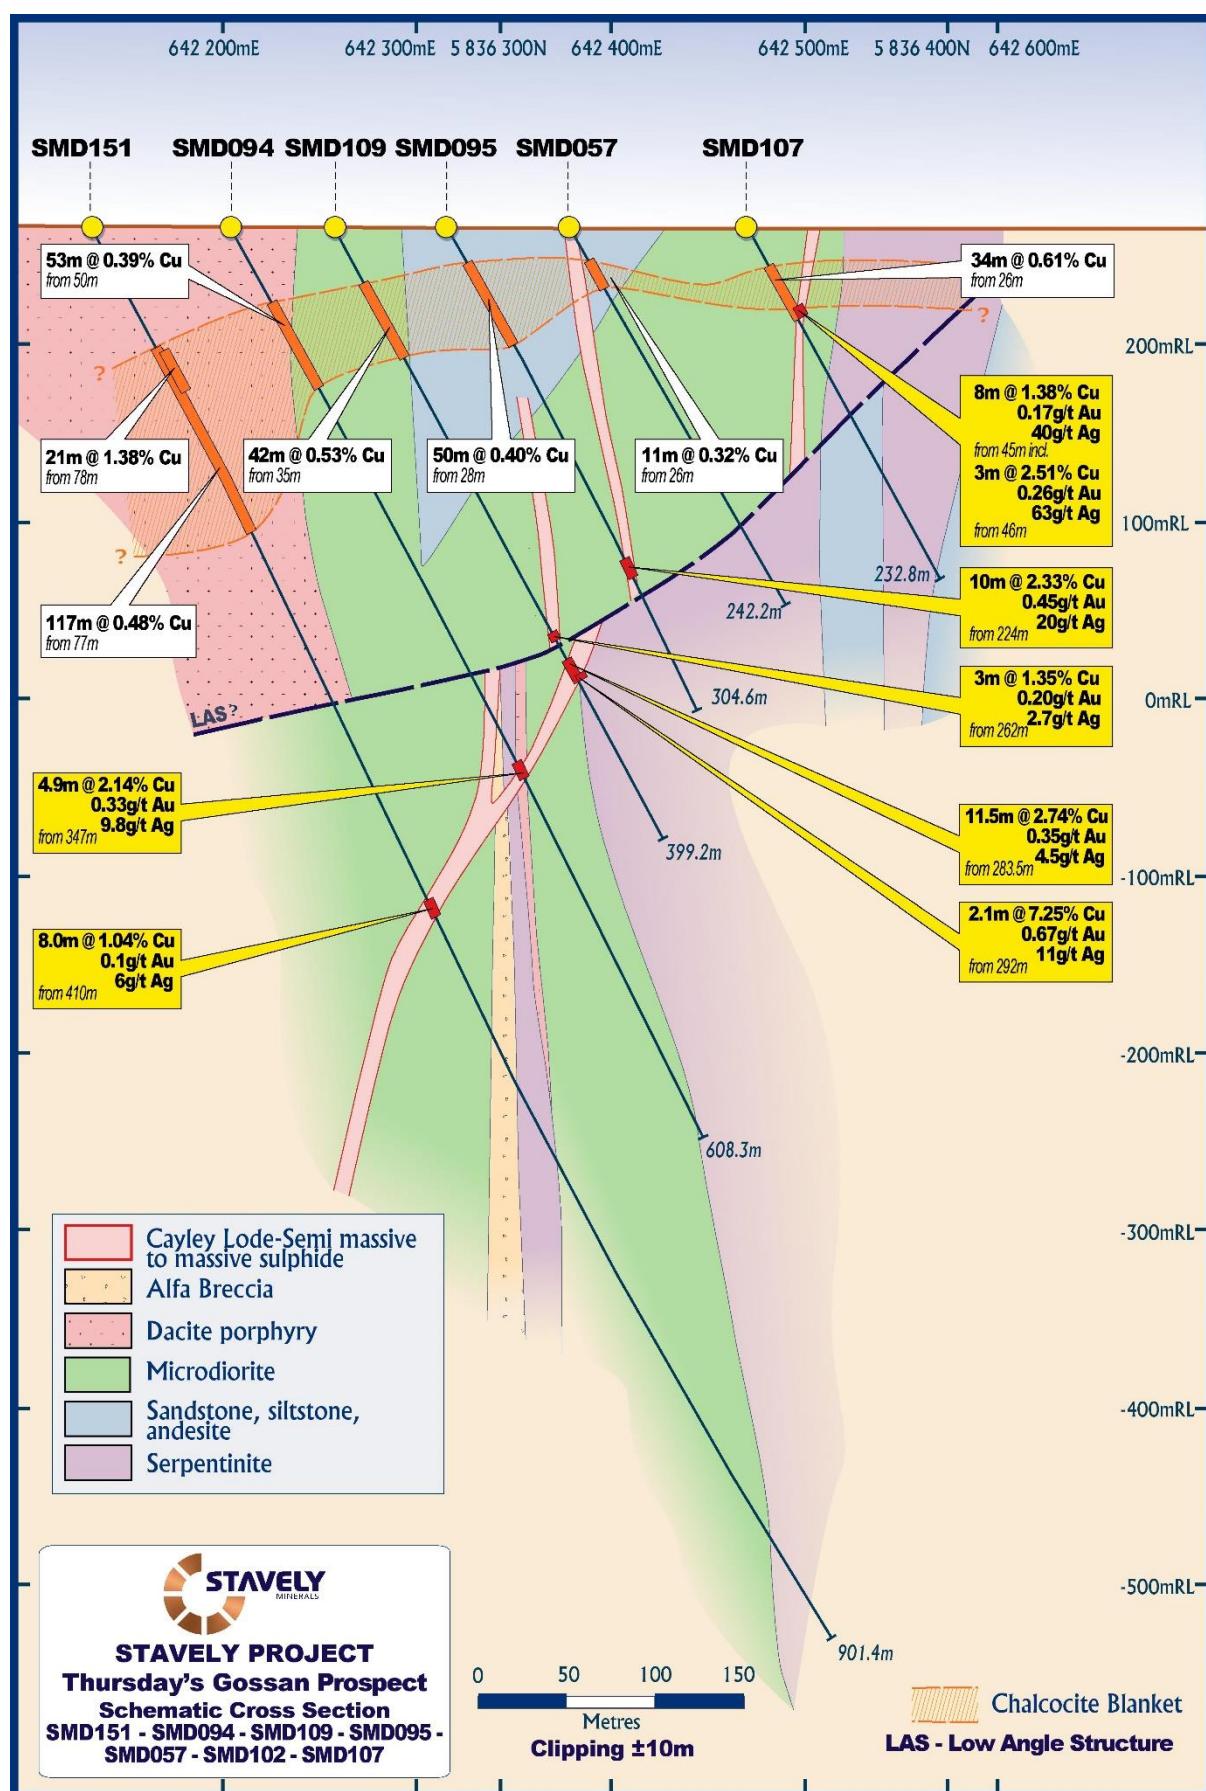 642 200mE 642 300mE 5 836 300N 642 400mE 642 500mE 5 836 400N 642 600mE
SMD151 SMD094 SMD109 SMD095 SMD057 SMD107
53m @ 0.39% Cu
from 50m
34m @ 0.61% Cu
from 26m
?
?
200mRL
21m @ 1.38% Cu
from 78m
42m @ 0.53% Cu
from 35m
50m @ 0.40% Cu
from 28m
11m @ 0.32% Cu
from 26m
8m @ 1.38% Cu
0.17g/t Au
40g/t Ag
from 45m incl.
3m @ 2.51% Cu
0.26g/t Au
63g/t Ag
from 46m
100mRL
?
117m @ 0.48% Cu
from 77m
232.8m
242.2m
10m @ 2.33% Cu
0.45g/t Au
20g/t Ag
from 224m
304.6m
3m @ 1.35% Cu
0.20g/t Au
2.7g/t Ag
from 262m
0mRL
LAS?
4.9m @ 2.14% Cu
0.33g/t Au
9.8g/t Ag
from 347m
399.2m
11.5m @ 2.74% Cu
0.35g/t Au
4.5g/t Ag
from 283.5m
-100mRL
2.1m @ 7.25% Cu
0.67g/t Au
11g/t Ag
from 292m
8.0m @ 1.04% Cu
0.1g/t Au
6g/t Ag
from 410m
-200mRL
608.3m
-300mRL
Cayley Lode-Semi massive
to massive sulphide
Alfa Breccia
Dacite porphyry
Microdiorite
Sandstone, siltstone,
andesite
Serpentinite
-400mRL
-500mRL
901.4m
STAVELY
MINERALS
STAVELY PROJECT
Thursday's Gossan Prospect
Schematic Cross Section
SMD151 - SMD094 - SMD109 - SMD095 -
SMD057 - SMD102 - SMD107
0 50 100 150
Metres
Clipping ±10m
Chalcocite Blanket
LAS - Low Angle Structure